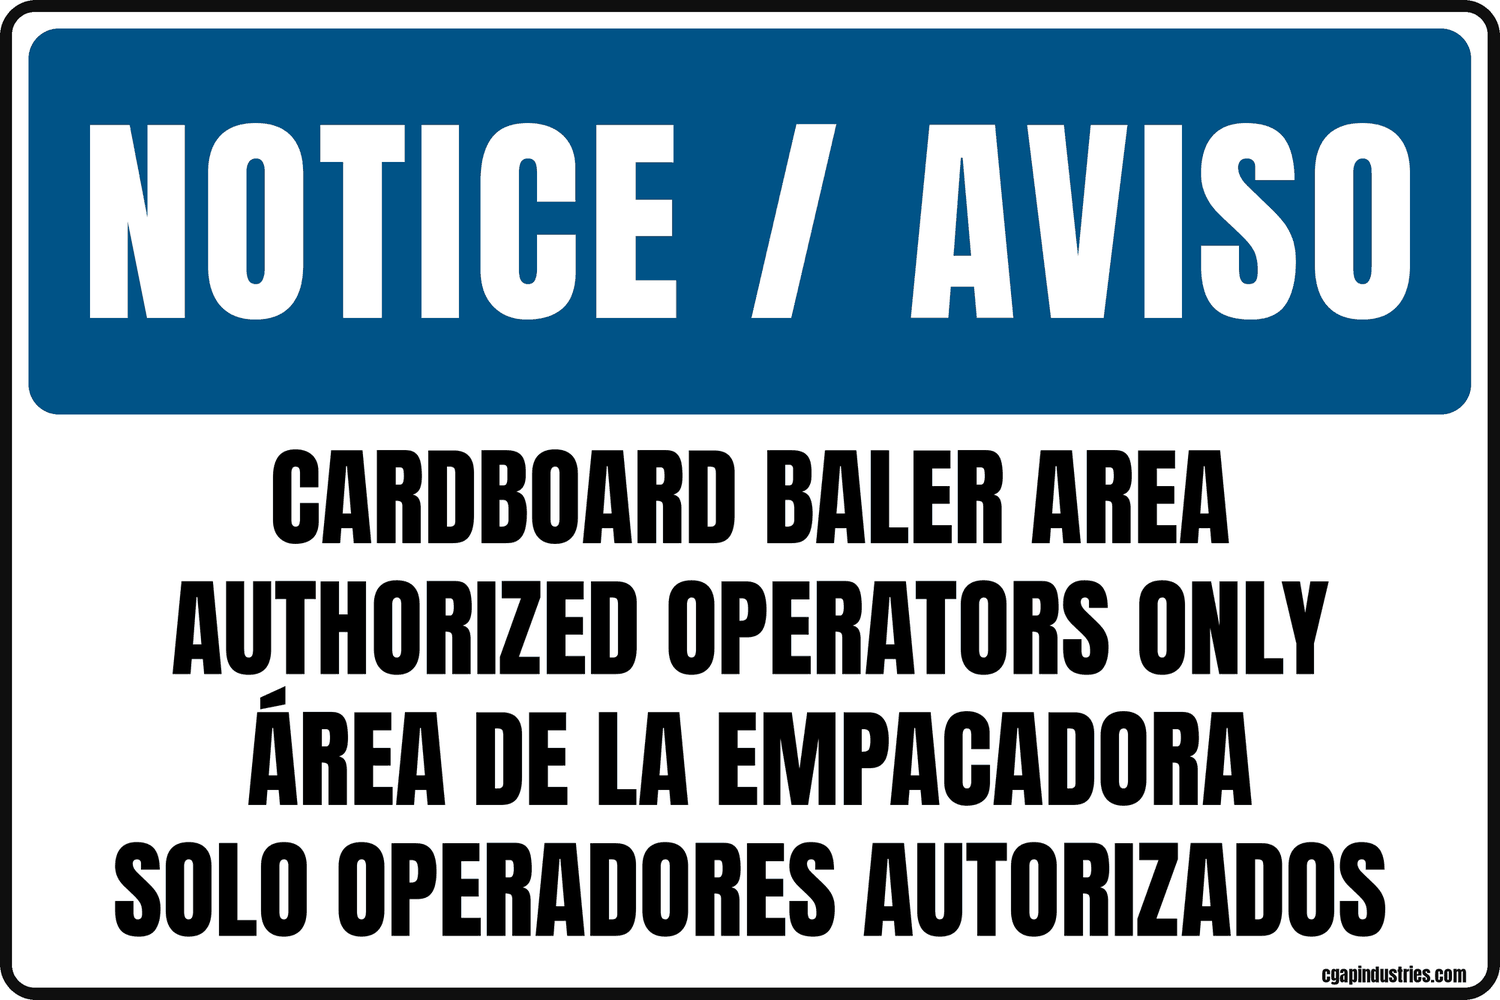 NOTICE / AVISO
CARDBOARD BALER AREA
AUTHORIZED OPERATORS ONLY
ÁREA DE LA EMPACADORA
SOLO OPERADORES AUTORIZADOS
cgapindustries.com